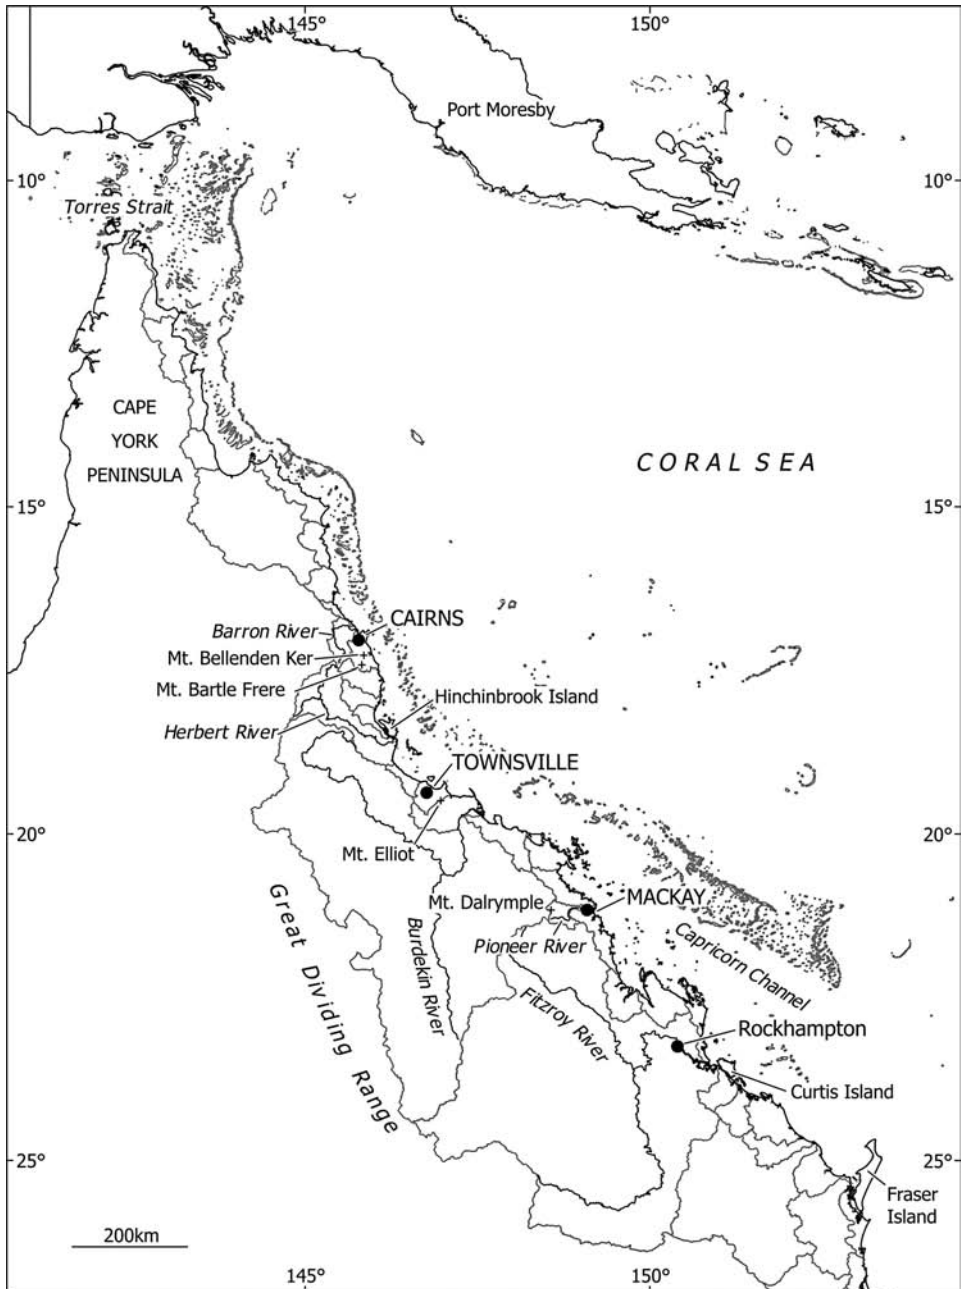 145°
150°
Port Moresby
10°
10°
Torres Strait
CAPE
YORK
PENINSULA
CORAL SEA
15°
15°
CAIRNS
Barron River
Mt. Bellenden Ker
Mt. Bartle Frere
Hinchinbrook Island
Herbert River
TOWNSVILLE
20°
20°
Mt. Elliot
Mt. Dalrymple
MACKAY
Great Dividing Range
Burdekin River
Pioneer River
Capricorn Channel
Fitzroy River
Rockhampton
Curtis Island
25°
25°
Fraser
Island
200km
145°
150°